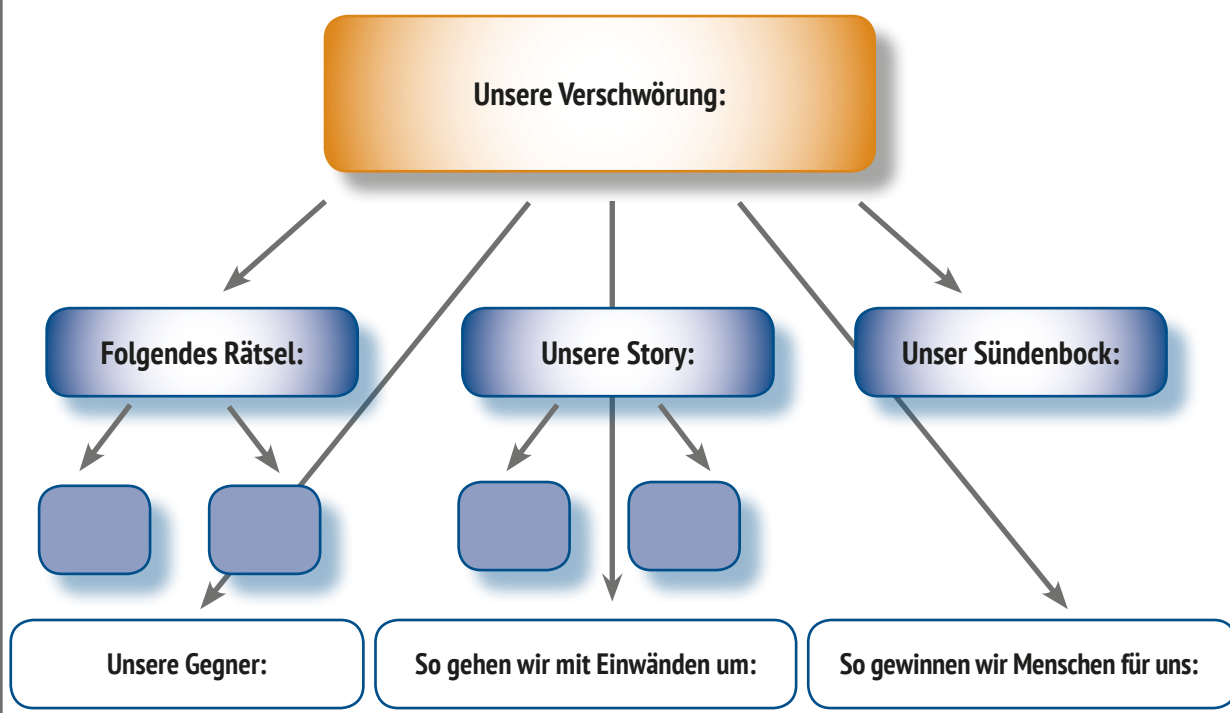 Unsere Verschwörung:
Folgendes Rätsel:
Unsere Story:
Unser Sündenbock:
Unsere Gegner:
So gehen wir mit Einwänden um:
So gewinnen wir Menschen für uns: